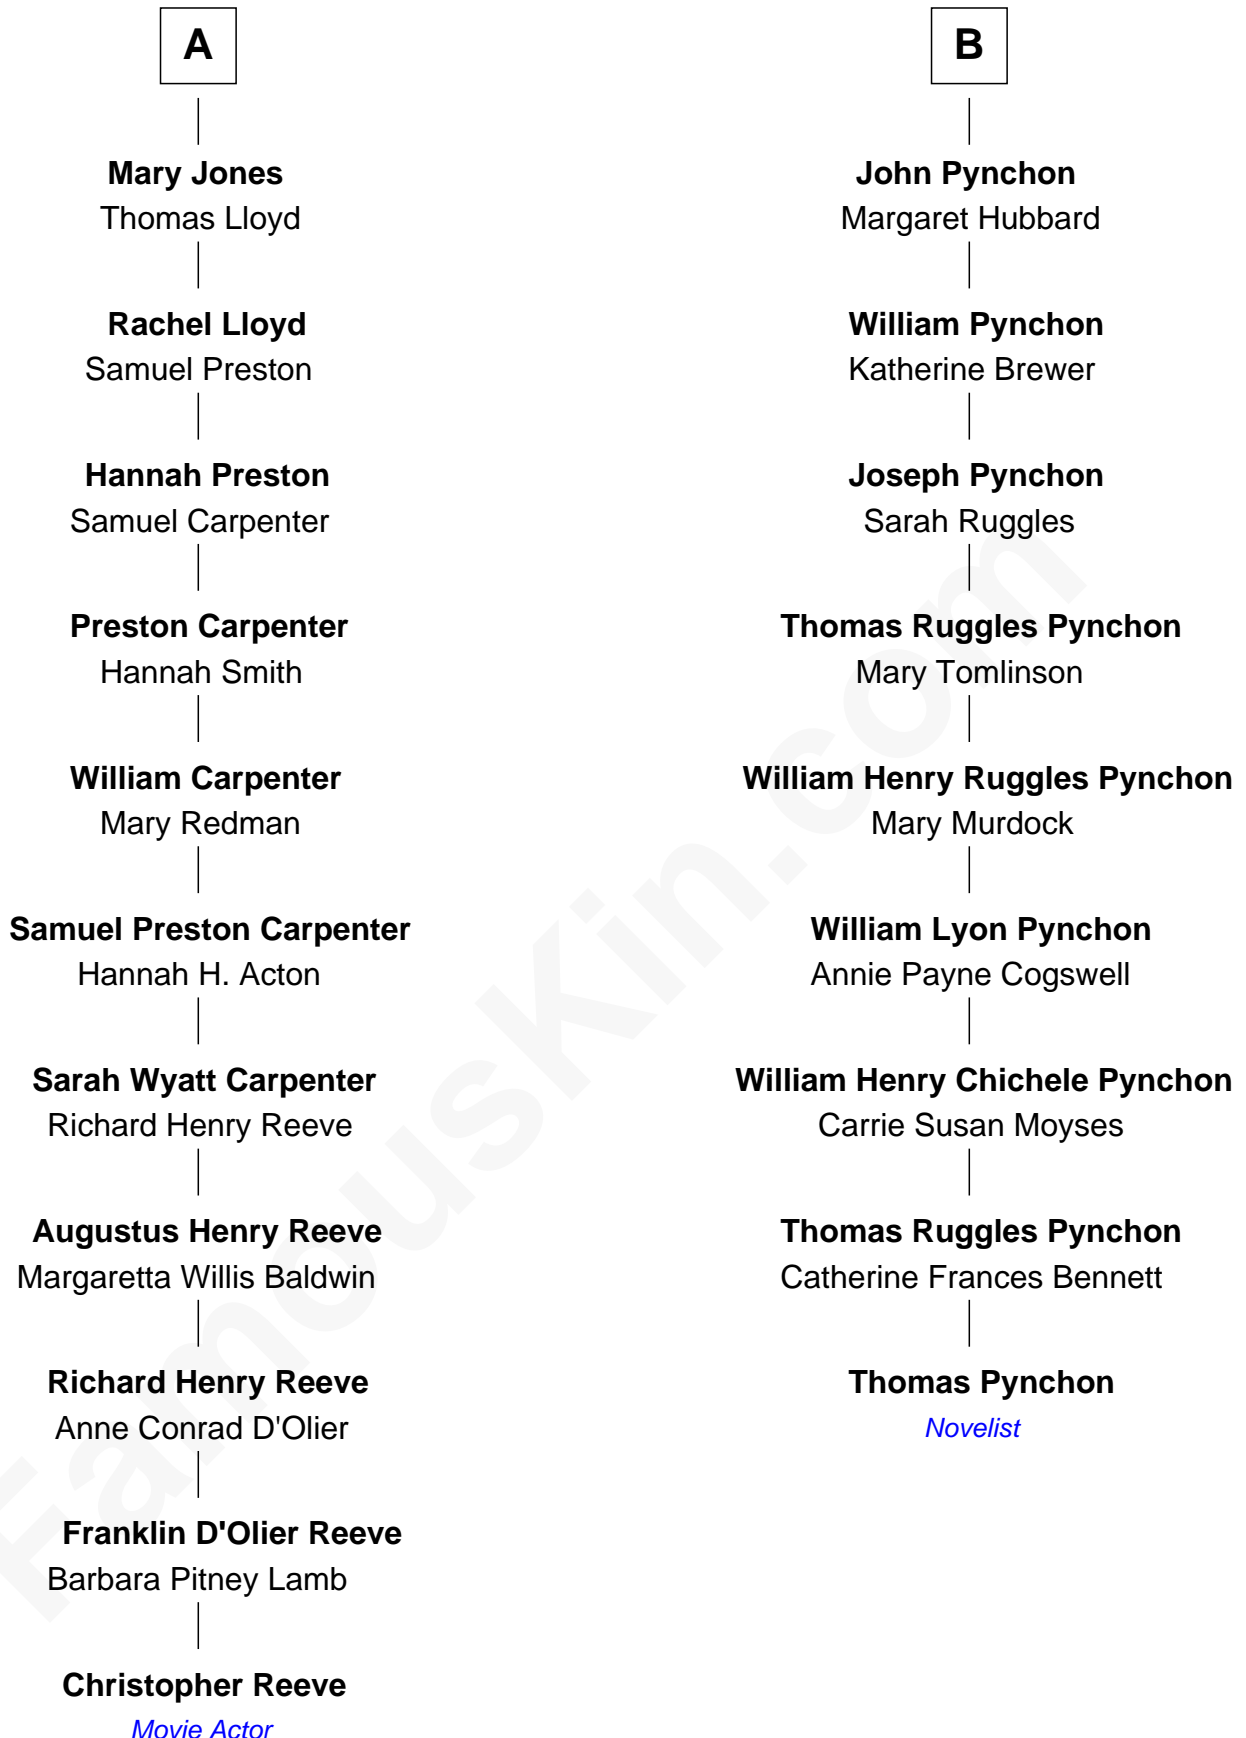 A
Mary Jones
Thomas Lloyd
Rachel Lloyd
Samuel Preston
Hannah Preston
Samuel Carpenter
Preston Carpenter
Hannah Smith
William Carpenter
Mary Redman
Samuel Preston Carpenter
Hannah H. Acton
Sarah Wyatt Carpenter
Richard Henry Reeve
Augustus Henry Reeve
Margaretta Willis Baldwin
Richard Henry Reeve
Anne Conrad D'Olier
Franklin D'Olier Reeve
Barbara Pitney Lamb
Christopher Reeve
Movie Actor
B
John Pynchon
Margaret Hubbard
William Pynchon
Katherine Brewer
Joseph Pynchon
Sarah Ruggles
Thomas Ruggles Pynchon
Mary Tomlinson
William Henry Ruggles Pynchon
Mary Murdock
William Lyon Pynchon
Annie Payne Cogswell
William Henry Chichele Pynchon
Carrie Susan Moyses
Thomas Ruggles Pynchon
Catherine Frances Bennett
Thomas Pynchon
Novelist
FamousKin.com